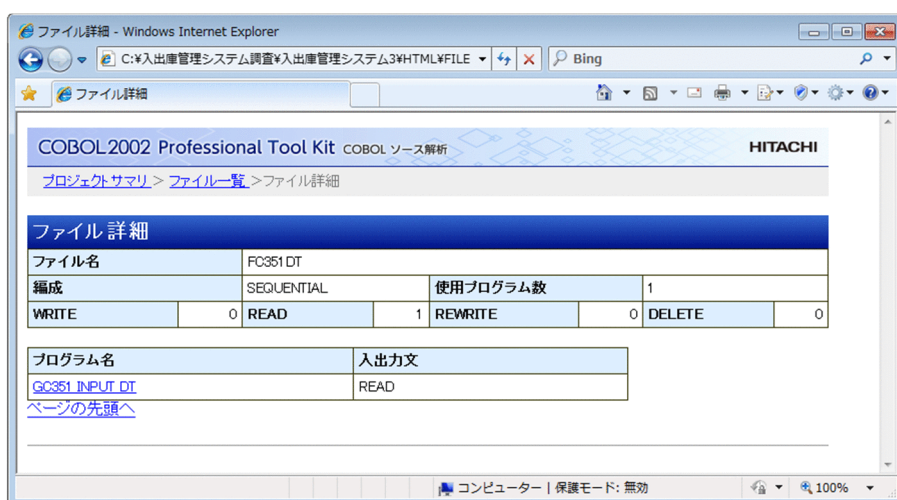 ファイル詳細 - Windows Internet Explorer
C:¥入出庫管理システム調査¥入出庫管理システム3¥HTML¥FILE
Bing
ファイル詳細
COBOL2002 Professional Tool Kit COBOL ソース解析
HITACHI
プロジェクトサマリ > ファイル一覧 >ファイル詳細
ファイル詳細
ファイル名 FC351DT
編成 SEQUENTIAL 使用プログラム数 1
WRITE 0 READ 1 REWRITE 0 DELETE 0
プログラム名 入出力文
GC351 INPUT DT READ
ページの先頭へ
コンピューター | 保護モード: 無効
100%